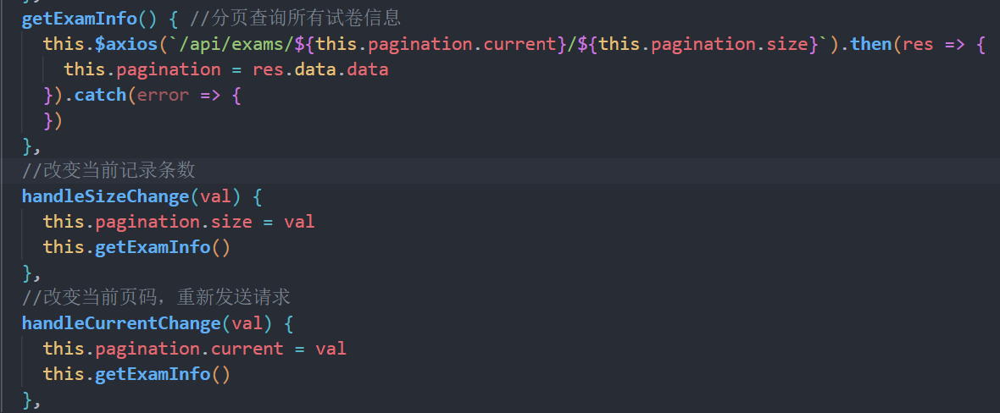 },
getExamInfo() { //分页查询所有试卷信息
this.$axios(`/api/exams/${this.pagination.current}/${this.pagination.size}`).then(res => {
this.pagination = res.data.data
}).catch(error => {
})
},
//改变当前记录条数
handleSizeChange(val) {
this.pagination.size = val
this.getExamInfo()
},
//改变当前页码，重新发送请求
handleCurrentChange(val) {
this.pagination.current = val
this.getExamInfo()
},